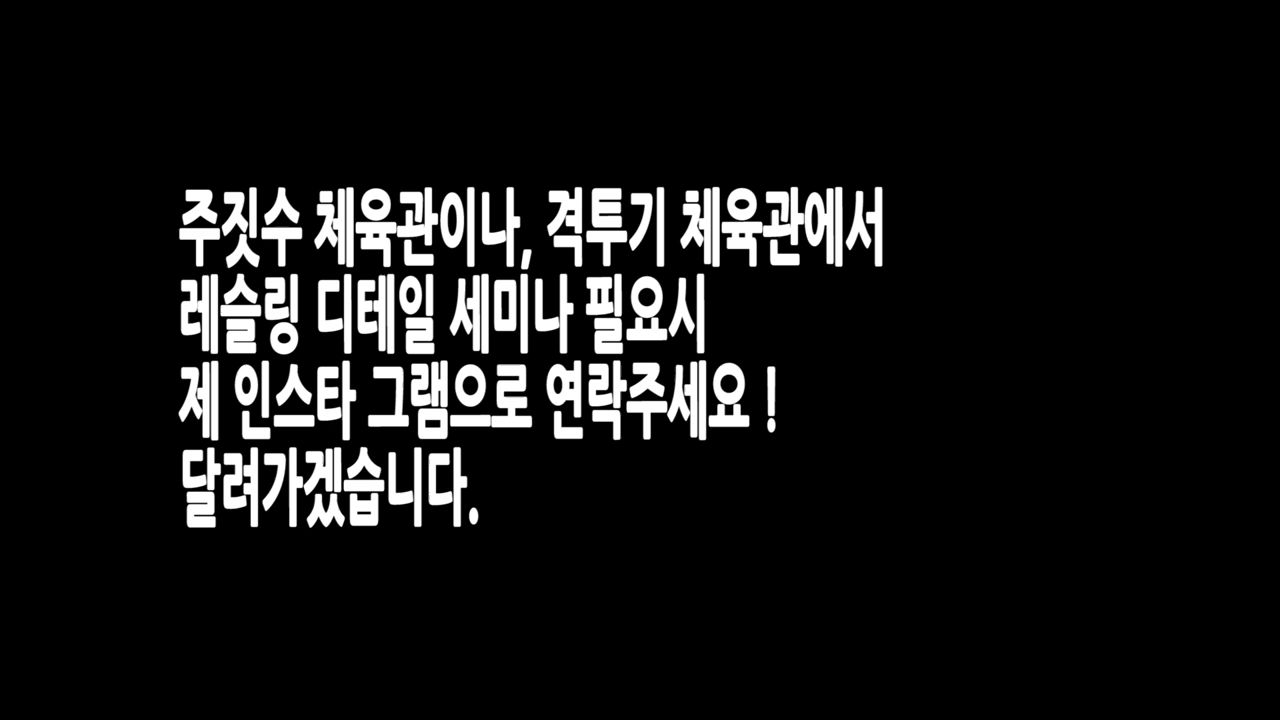 주짓수 체육관이나, 격투기 체육관에서
레슬링 디테일 세미나 필요시
제 인스타 그램으로 연락주세요 !
달려가겠습니다.